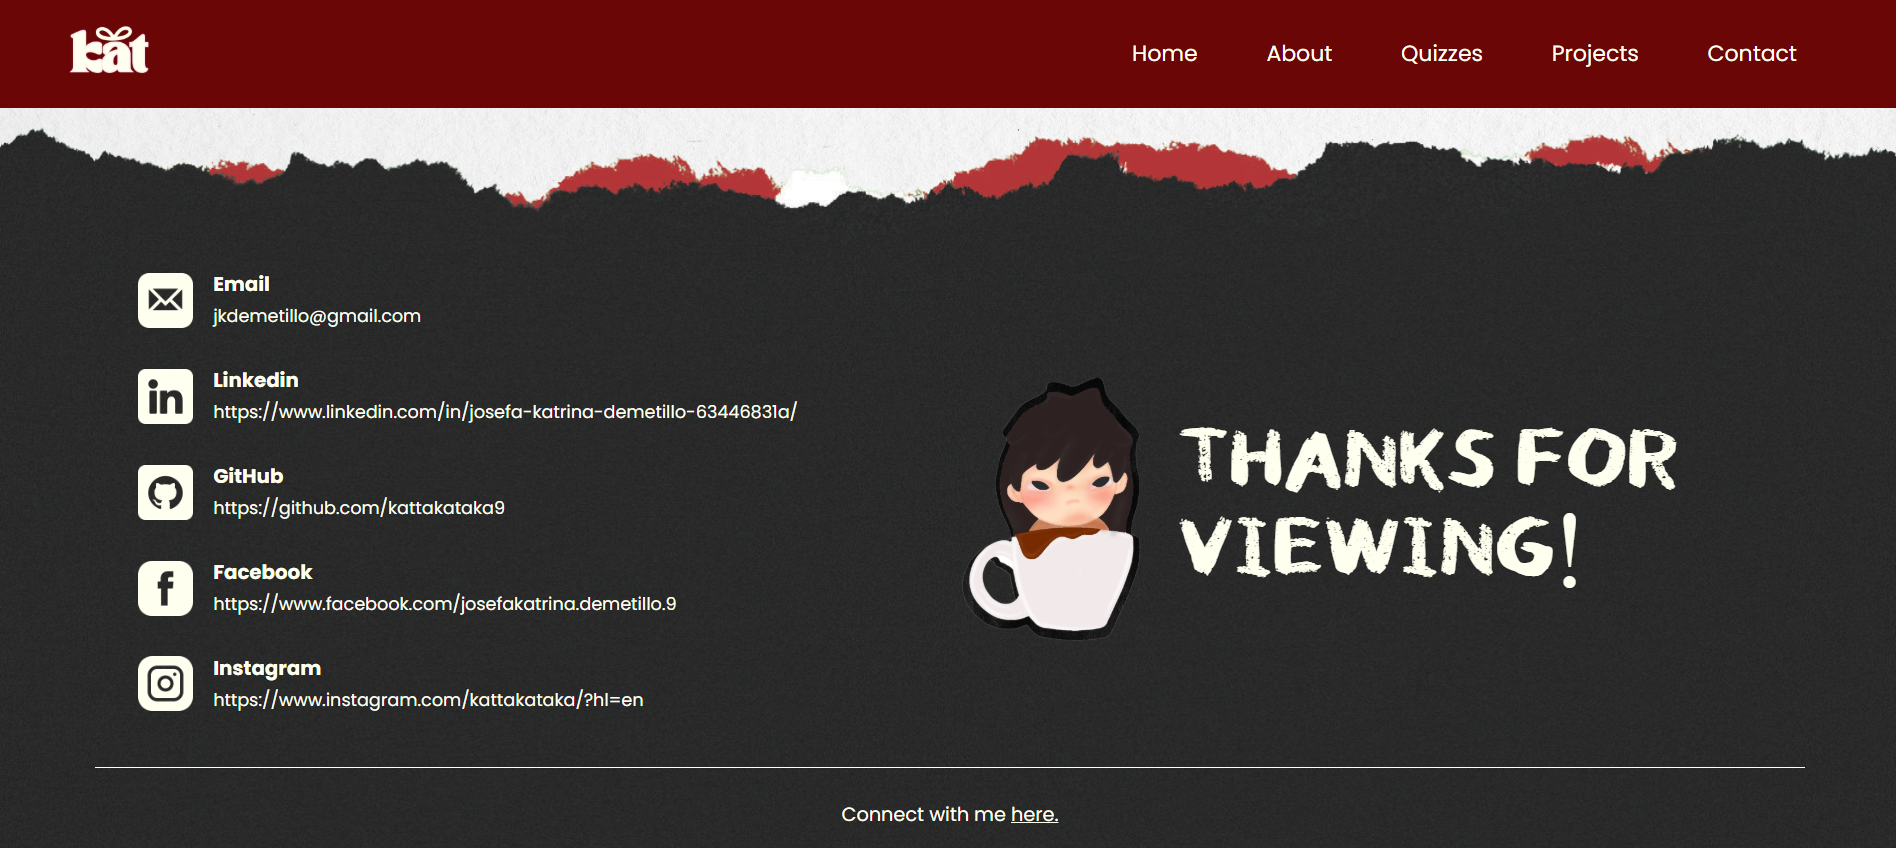 kat
Home About Quizzes Projects Contact
Email
jkdemetillo@gmail.com
Linkedin
https://www.linkedin.com/in/josefa-katrina-demetillo-63446831a/
GitHub
https://github.com/kattakataka9
Facebook
https://www.facebook.com/josefakatrina.demetillo.9
Instagram
https://www.instagram.com/kattakataka/?hl=en
THANKS FOR
VIEWING!
Connect with me here.